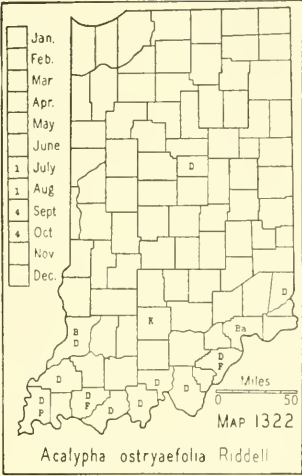 Jan.
Feb.
Mar
Apr.
May
June
1 July
1 Aug
4 Sept
4 Oct
Nov
Dec.
D
D
K
B
D
Ba
D
F
D
D
D
D
P
D
F
D
D
Miles
0 50
MAP 1322
Acalypha ostryaefolia Riddell